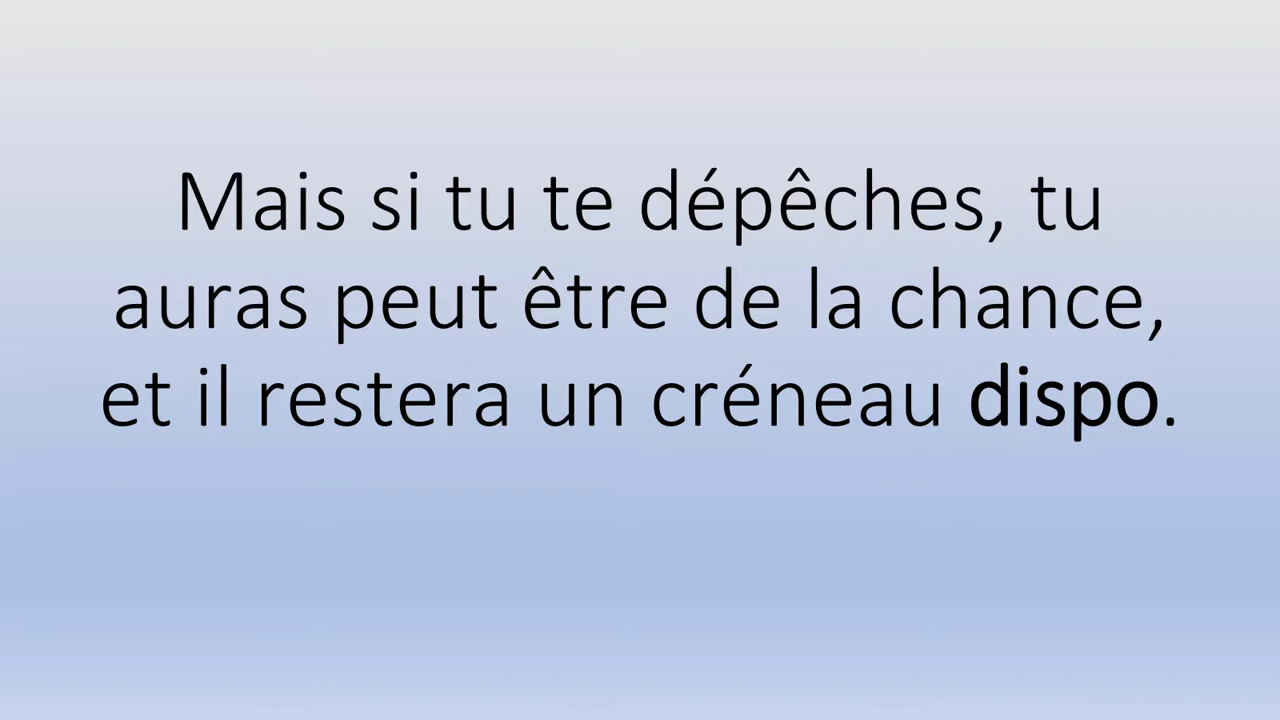 Mais si tu te dépêches, tu
auras peut être de la chance,
et il restera un créneau dispo.